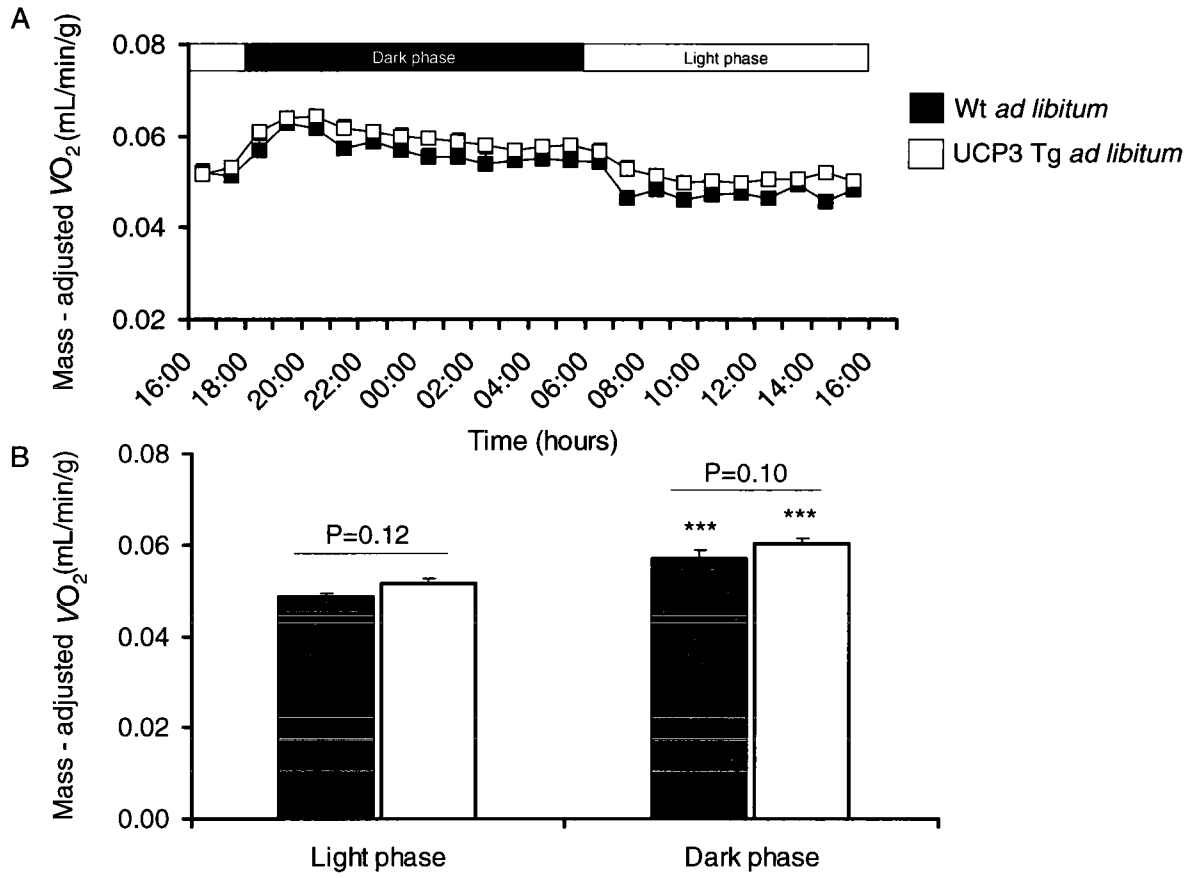 A
Mass - adjusted VO2 (mL/min/g)
0.08
0.06
0.04
0.02
Dark phase
Light phase
Wt ad libitum
UCP3 Tg ad libitum
16:00
18:00
20:00
22:00
00:00
02:00
04:00
06:00
08:00
10:00
12:00
14:00
16:00
Time (hours)
B
Mass - adjusted VO2(mL/min/g)
0.08
0.06
0.04
0.02
0.00
P=0.12
P=0.10
***
***
Light phase
Dark phase